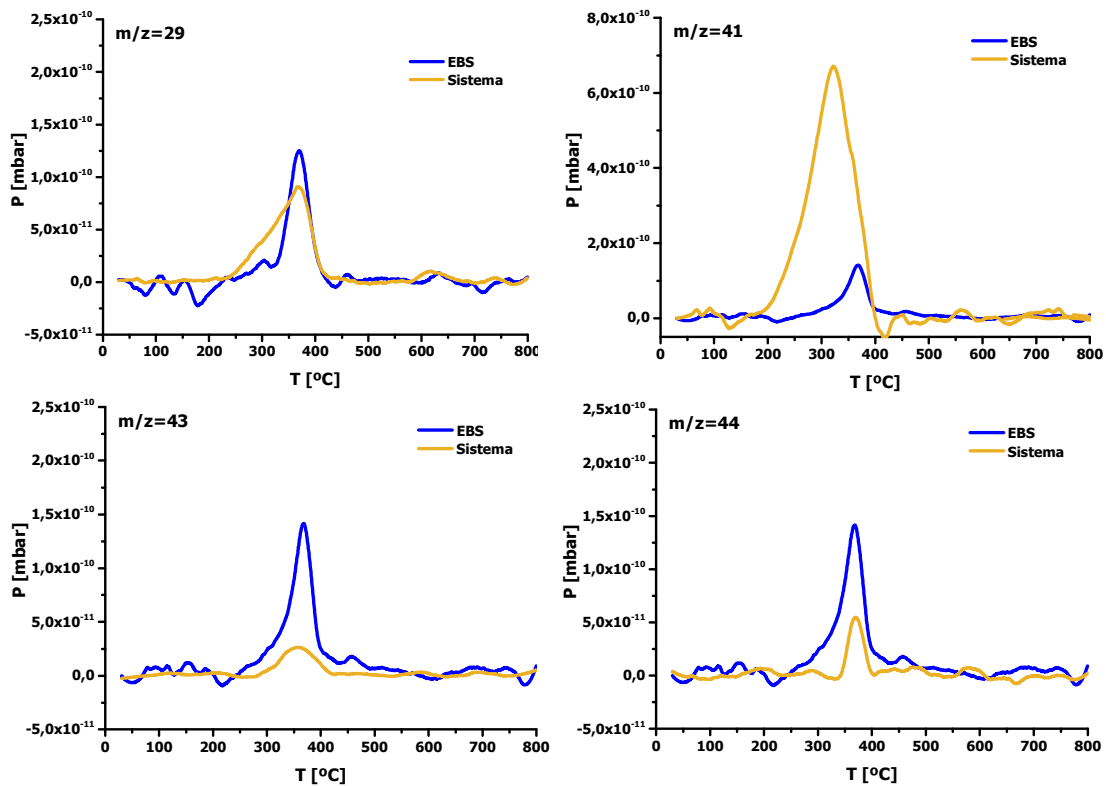 m/z=29
EBS
Sistema
2,5x10⁻¹⁰
2,0x10⁻¹⁰
1,5x10⁻¹⁰
1,0x10⁻¹⁰
5,0x10⁻¹¹
0,0
-5,0x10⁻¹¹
P [mbar]
0 100 200 300 400 500 600 700 800
T [ºC]
m/z=41
EBS
Sistema
8,0x10⁻¹⁰
6,0x10⁻¹⁰
4,0x10⁻¹⁰
2,0x10⁻¹⁰
0,0
P [mbar]
0 100 200 300 400 500 600 700 800
T [ºC]
m/z=43
EBS
Sistema
2,5x10⁻¹⁰
2,0x10⁻¹⁰
1,5x10⁻¹⁰
1,0x10⁻¹⁰
5,0x10⁻¹¹
0,0
-5,0x10⁻¹¹
P [mbar]
0 100 200 300 400 500 600 700 800
T [ºC]
m/z=44
EBS
Sistema
2,5x10⁻¹⁰
2,0x10⁻¹⁰
1,5x10⁻¹⁰
1,0x10⁻¹⁰
5,0x10⁻¹¹
0,0
-5,0x10⁻¹¹
P [mbar]
0 100 200 300 400 500 600 700 800
T [ºC]